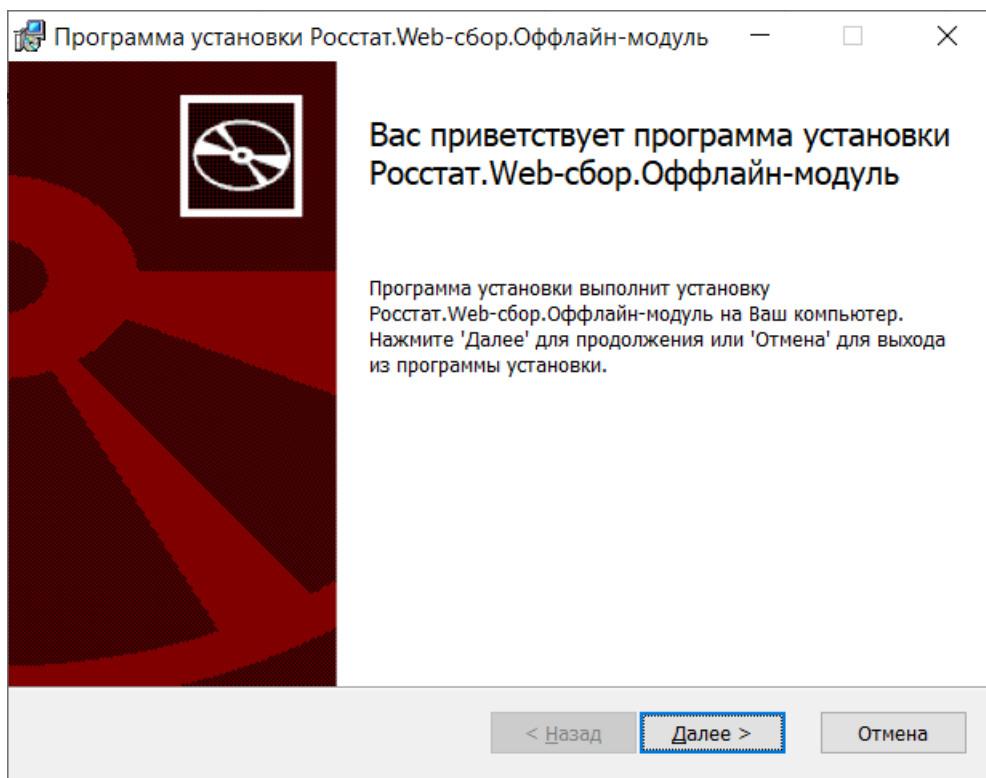 Программа установки Росстат.Web-сбор.Оффлайн-модуль
Вас приветствует программа установки
Росстат.Web-сбор.Оффлайн-модуль
Программа установки выполнит установку
Росстат.Web-сбор.Оффлайн-модуль на Ваш компьютер.
Нажмите 'Далее' для продолжения или 'Отмена' для выхода
из программы установки.
< Назад Далее > Отмена